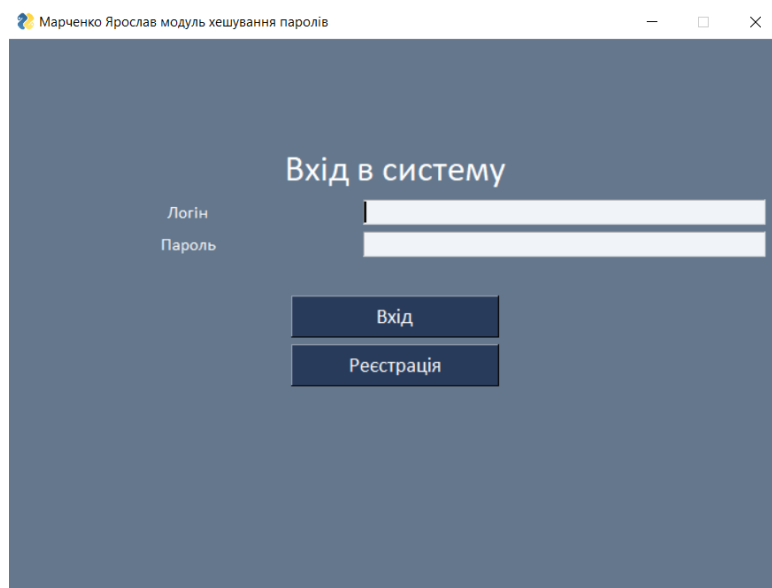 Марченко Ярослав модуль хешування паролів
Вхід в систему
Логін
Пароль
Вхід
Реєстрація